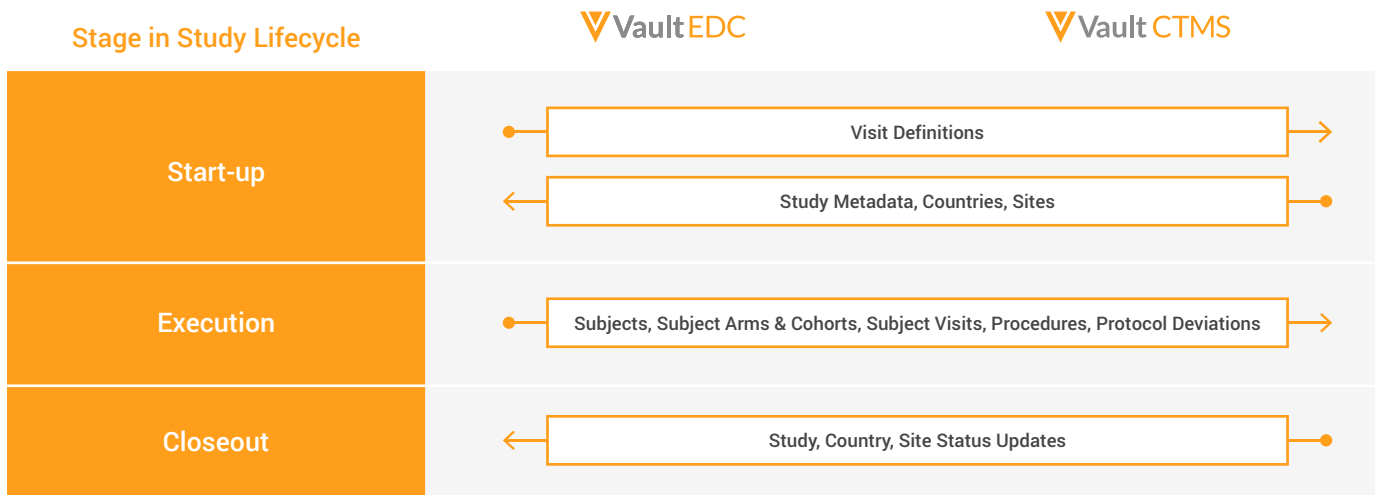 Stage in Study Lifecycle
Vault EDC
Vault CTMS
Start-up
Visit Definitions
Study Metadata, Countries, Sites
Execution
Subjects, Subject Arms & Cohorts, Subject Visits, Procedures, Protocol Deviations
Closeout
Study, Country, Site Status Updates